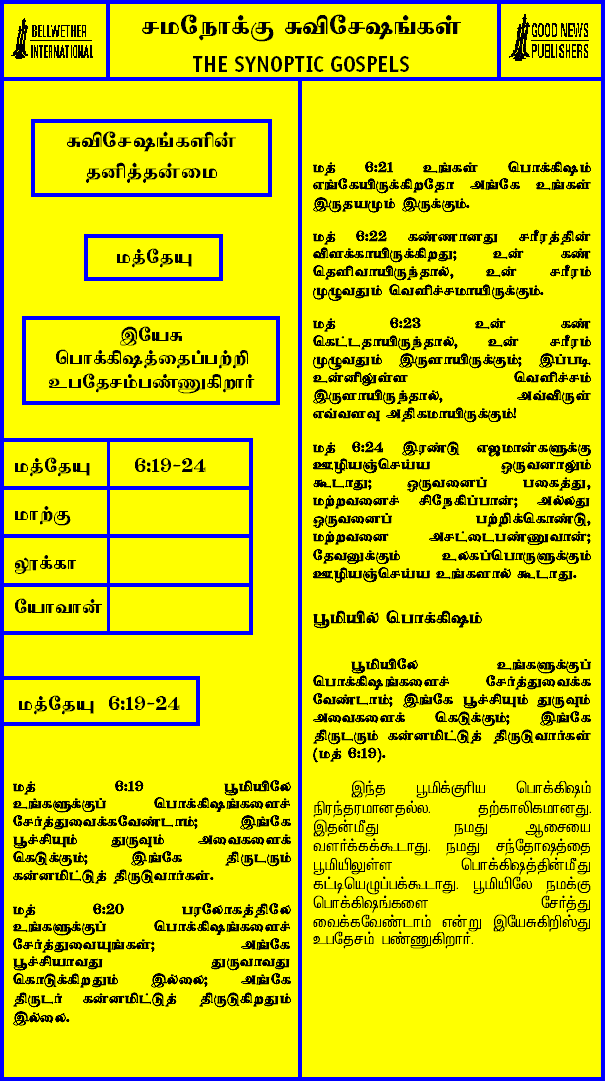 BELLWETHER
INTERNATIONAL
சமநோக்கு சுவிசேஷங்கள்
THE SYNOPTIC GOSPELS
GOOD NEWS
PUBLISHERS
சுவிசேஷங்களின்
தனித்தன்மை
மத்தேயு
இயேசு
பொக்கிஷத்தைப்பற்றி
உபதேசம்பண்ணுகிறார்
மத்தேயு 6:19-24
மாற்கு
லூக்கா
யோவான்
மத்தேயு 6:19-24
மத் 6:19 பூமியிலே
உங்களுக்குப் பொக்கிஷங்களைச்
சேர்த்துவைக்கவேண்டாம்; இங்கே
பூச்சியும் துருவும் அவைகளைக்
கெடுக்கும்; இங்கே திருடரும்
கன்னமிட்டுத் திருடுவார்கள்.
மத் 6:20 பரலோகத்திலே
உங்களுக்குப் பொக்கிஷங்களைச்
சேர்த்துவையுங்கள்; அங்கே
பூச்சியாவது துருவாவது
கொடுக்கிறதும் இல்லை; அங்கே
திருடர் கன்னமிட்டுத் திருடுகிறதும்
இல்லை.
மத் 6:21 உங்கள் பொக்கிஷம்
எங்கேயிருக்கிறதோ அங்கே உங்கள்
இருதயமும் இருக்கும்.
மத் 6:22 கண்ணானது சரீரத்தின்
விளக்காயிருக்கிறது; உன் கண்
தெளிவாயிருந்தால், உன் சரீரம்
முழுவதும் வெளிச்சமாயிருக்கும்.
மத் 6:23 உன் கண்
கெட்டதாயிருந்தால், உன் சரீரம்
முழுவதும் இருளாயிருக்கும்; இப்படி
உன்னிலுள்ள வெளிச்சம்
இருளாயிருந்தால், அவ்விருள்
எவ்வளவு அதிகமாயிருக்கும்!
மத் 6:24 இரண்டு எஜமான்களுக்கு
ஊழியஞ்செய்ய ஒருவனாலும்
கூடாது; ஒருவனைப் பகைத்து,
மற்றவனைச் சிநேகிப்பான்; அல்லது
ஒருவனைப் பற்றிக்கொண்டு,
மற்றவனை அசட்டைபண்ணுவான்;
தேவனுக்கும் உலகப்பொருளுக்கும்
ஊழியஞ்செய்ய உங்களால் கூடாது.
பூமியில் பொக்கிஷம்
பூமியிலே உங்களுக்குப்
பொக்கிஷங்களைச் சேர்த்துவைக்க
வேண்டாம்; இங்கே பூச்சியும் துருவும்
அவைகளைக் கெடுக்கும்; இங்கே
திருடரும் கன்னமிட்டுத் திருடுவார்கள்
(மத் 6:19).
இந்த பூமிக்குரிய பொக்கிஷம்
நிரந்தரமானதல்ல. தற்காலிகமானது.
இதன்மீது நமது ஆசையை
வளர்க்கக்கூடாது. நமது சந்தோஷத்தை
பூமியிலுள்ள பொக்கிஷத்தின்மீது
கட்டியெழுப்பக்கூடாது. பூமியிலே நமக்கு
பொக்கிஷங்களை சேர்த்து
வைக்கவேண்டாம் என்று இயேசுகிறிஸ்து
உபதேசம் பண்ணுகிறார்.